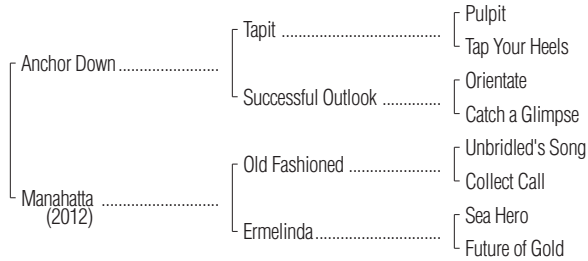 Pulpit
Tapit
Tap Your Heels
Anchor Down
Orientate
Successful Outlook
Catch a Glimpse
Unbridled's Song
Old Fashioned
Collect Call
Manahatta
(2012)
Sea Hero
Ermelinda
Future of Gold